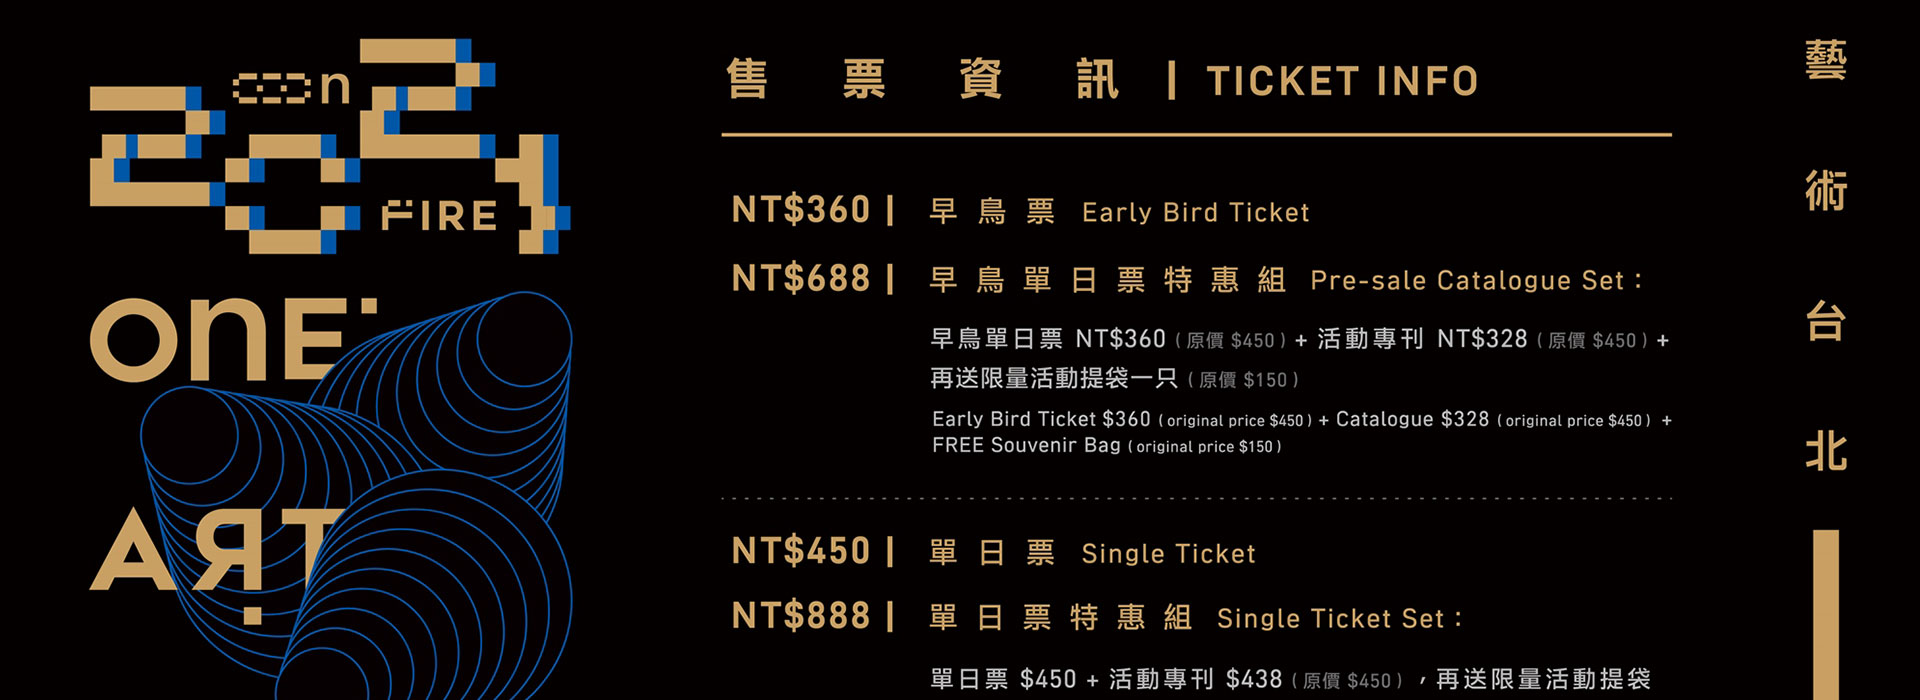 2021
oon
FIRE
ONE
ART
售票資訊 | TICKET INFO
NT$360 | 早鳥票 Early Bird Ticket
NT$688 | 早鳥單日票特惠組 Pre-sale Catalogue Set：
早鳥單日票 NT$360（原價 $450）+ 活動專刊 NT$328（原價 $450）+
再送限量活動提袋一只（原價 $150）
Early Bird Ticket $360 (original price $450) + Catalogue $328 (original price $450) +
FREE Souvenir Bag (original price $150)
NT$450 | 單日票 Single Ticket
NT$888 | 單日票特惠組 Single Ticket Set：
單日票 $450 + 活動專刊 $438（原價 $450），再送限量活動提袋
藝術台北